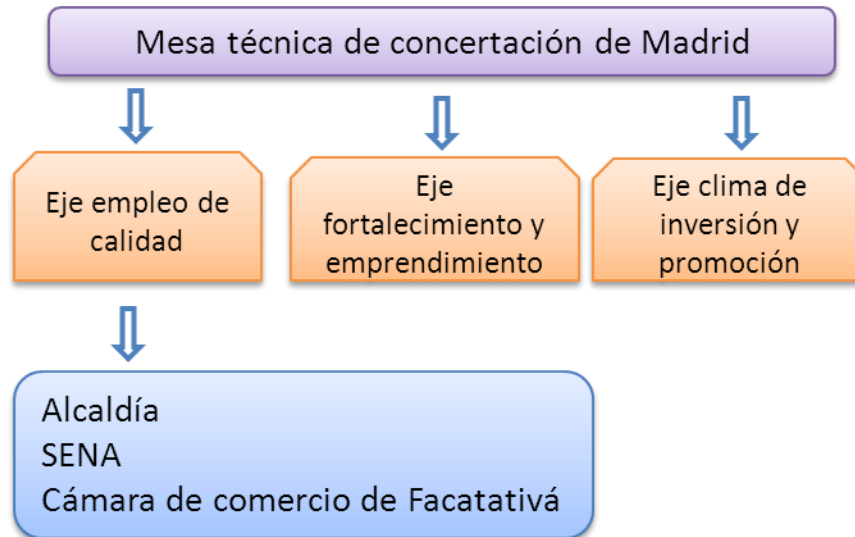 Mesa técnica de concertación de Madrid
Eje empleo de
calidad
Eje
fortalecimiento y
emprendimiento
Eje clima de
inversión y
promoción
Alcaldía
SENA
Cámara de comercio de Facatativá